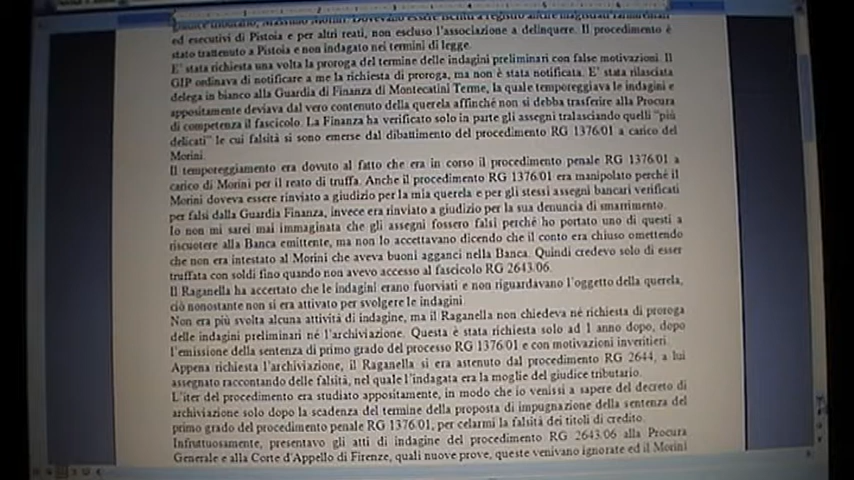 ed esecutivi di Pistoia e per altri reati, non escluso l'associazione a delinquere. Il procedimento è
stato trattenuto a Pistoia e non indagato nei termini di legge.
E' stata richiesta una volta la proroga del termine delle indagini preliminari con false motivazioni. Il
GIP ordinava di notificare a me la richiesta di proroga, ma non è stata notificata. E' stata rilasciata
delega in bianco alla Guardia di Finanza di Montecatini Terme, la quale temporeggiava le indagini e
appositamente deviava dal vero contenuto della querela affinché non si debba trasferire alla Procura
di competenza il fascicolo. La Finanza ha verificato solo in parte gli assegni tralasciando quelli "più
delicati" le cui falsità si sono emerse dal dibattimento del procedimento RG 1376/01 a carico del
Morini.
Il temporeggiamento era dovuto al fatto che era in corso il procedimento penale RG 1376/01 a
carico di Morini per il reato di truffa. Anche il procedimento RG 1376/01 era manipolato perché il
Morini doveva essere rinviato a giudizio per la mia querela e per gli stessi assegni bancari verificati
per falsi dalla Guardia Finanza, invece era rinviato a giudizio per la sua denuncia di smarrimento.
Io non mi sarei mai immaginata che gli assegni fossero falsi perché ho portato uno di questi a
riscuotere alla Banca emittente, ma non lo accettavano dicendo che il conto era chiuso omettendo
che non era intestato al Morini che aveva buoni agganci nella Banca. Quindi credevo solo di esser
truffata con soldi fino quando non avevo accesso al fascicolo RG 2643/06.
Il Raganella ha accertato che le indagini erano fuorviati e non riguardavano l'oggetto della querela,
ciò nonostante non si era attivato per svolgere le indagini.
Non era più svolta alcuna attività di indagine, ma il Raganella non chiedeva né richiesta di proroga
delle indagini preliminari né l'archiviazione. Questa è stata richiesta solo ad 1 anno dopo, dopo
l'emissione della sentenza di primo grado del processo RG 1376/01 e con motivazioni inveritieri.
Appena richiesta l'archiviazione, il Raganella si era astenuto dal procedimento RG 2644, a lui
assegnato raccontando delle falsità, nel quale l'indagata era la moglie del giudice tributario.
L'iter del procedimento era studiato appositamente, in modo che io venissi a sapere del decreto di
archiviazione solo dopo la scadenza del termine della proposta di impugnazione della sentenza del
primo grado del procedimento penale RG 1376/01, per celarmi la falsità dei titoli di credito.
Infruttuosamente, presentavo gli atti di indagine del procedimento RG 2643/06 alla Procura
Generale e alla Corte d'Appello di Firenze, quali nuove prove, queste venivano ignorate ed il Morini